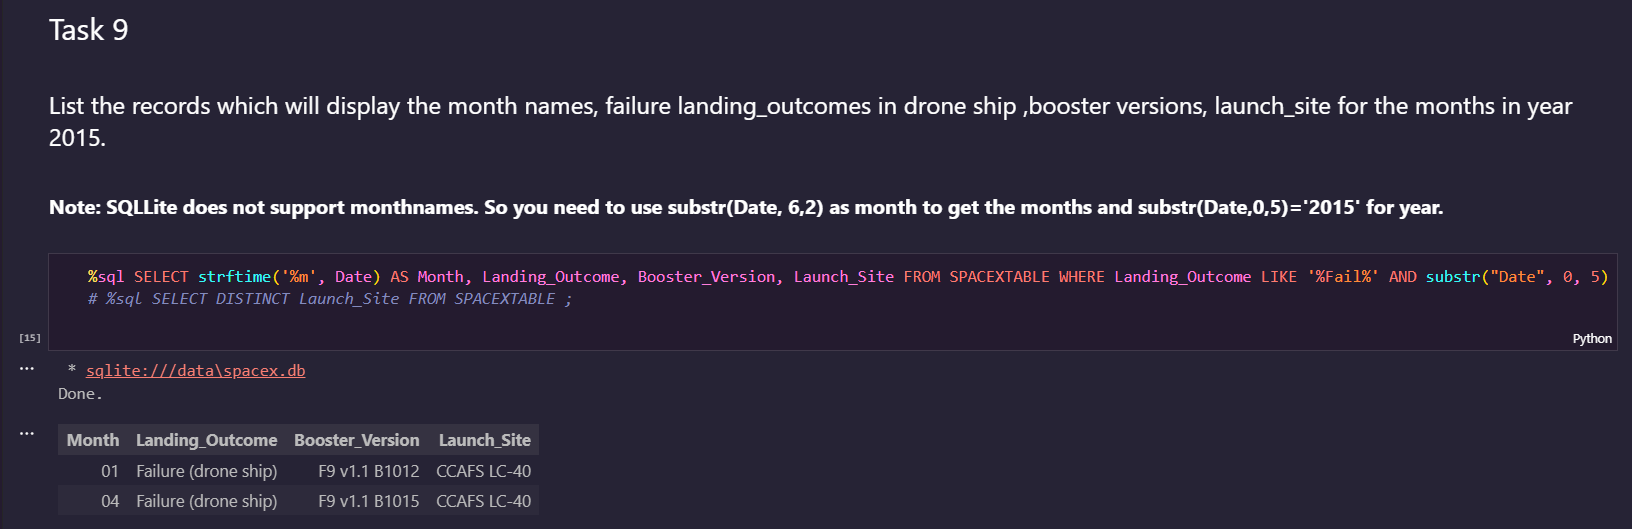 Task 9
List the records which will display the month names, failure landing_outcomes in drone ship ,booster versions, launch_site for the months in year
2015.
Note: SQLLite does not support monthnames. So you need to use substr(Date, 6,2) as month to get the months and substr(Date,0,5)='2015' for year.
%sql SELECT strftime('%m', Date) AS Month, Landing_Outcome, Booster_Version, Launch_Site FROM SPACEXTABLE WHERE Landing_Outcome LIKE '%Fail%' AND substr("Date", 0, 5)
# %sql SELECT DISTINCT Launch_Site FROM SPACEXTABLE ;
[15]
Python
... * sqlite:///data\spacex.db
Done.
...
Month Landing_Outcome Booster_Version Launch_Site
01 Failure (drone ship) F9 v1.1 B1012 CCAFS LC-40
04 Failure (drone ship) F9 v1.1 B1015 CCAFS LC-40